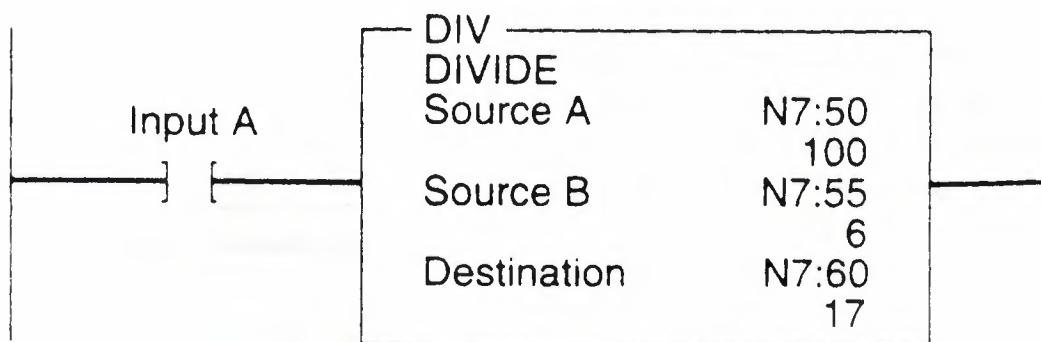 DIV
DIVIDE
Input A
Source A N7:50
100
Source B N7:55
6
Destination N7:60
17